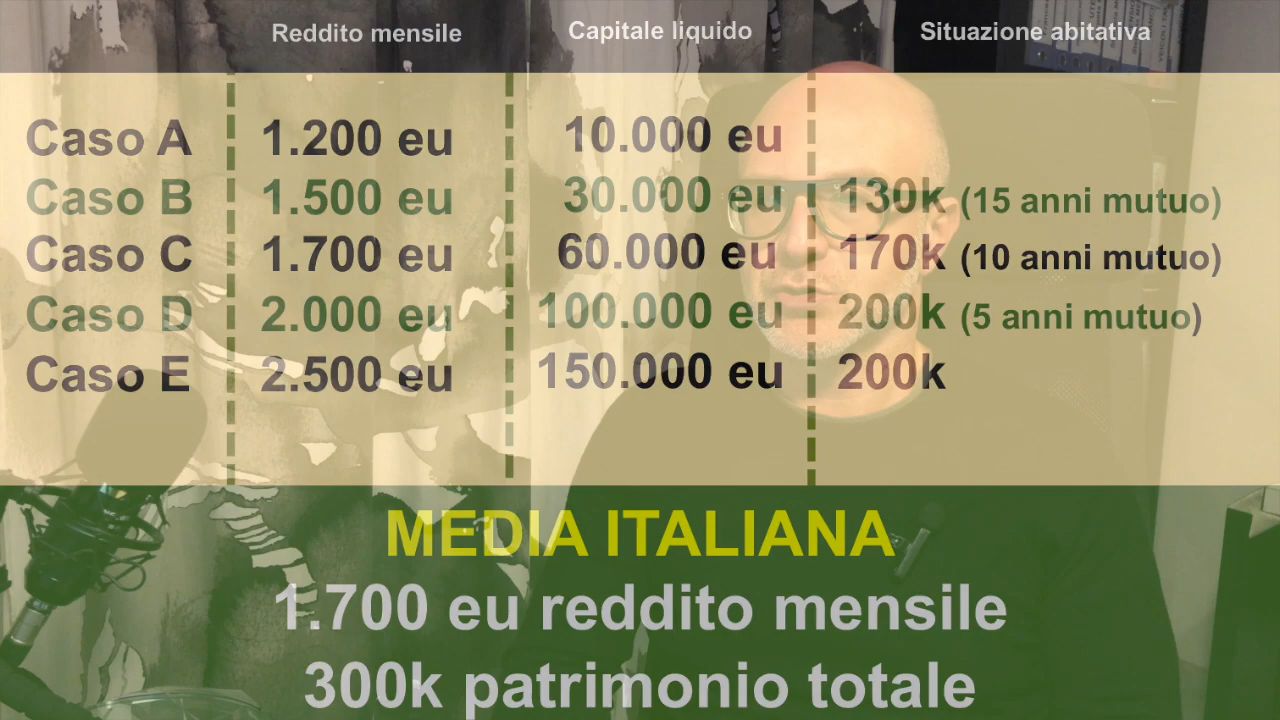 Reddito mensile Capitale liquido Situazione abitativa
Caso A 1.200 eu 10.000 eu
Caso B 1.500 eu 30.000 eu 130k (15 anni mutuo)
Caso C 1.700 eu 60.000 eu 170k (10 anni mutuo)
Caso D 2.000 eu 100.000 eu 200k (5 anni mutuo)
Caso E 2.500 eu 150.000 eu 200k
MEDIA ITALIANA
1.700 eu reddito mensile
300k patrimonio totale